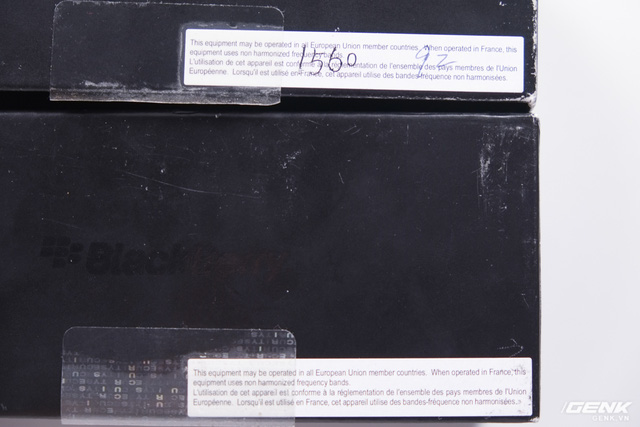 This equipment may be operated in all European Union member countries. When operated in France, this
equipment uses non harmonized frequency bands.
L'utilisation de cet appareil est conforme à la réglementation de l'ensemble des pays membres de l'Union
Européenne. Lorsqu'il est utilisé en France, cet appareil utilise des bandes-fréquence non harmonisées.
1560 92
BlackBerry
This equipment may be operated in all European Union member countries. When operated in France, this
equipment uses non harmonized frequency bands.
L'utilisation de cet appareil est conforme à la réglementation de l'ensemble des pays membres de l'Union
Européenne. Lorsqu'il est utilisé en France, cet appareil utilise des bandes-fréquence non harmonisées.»
GENK
GENK.VN